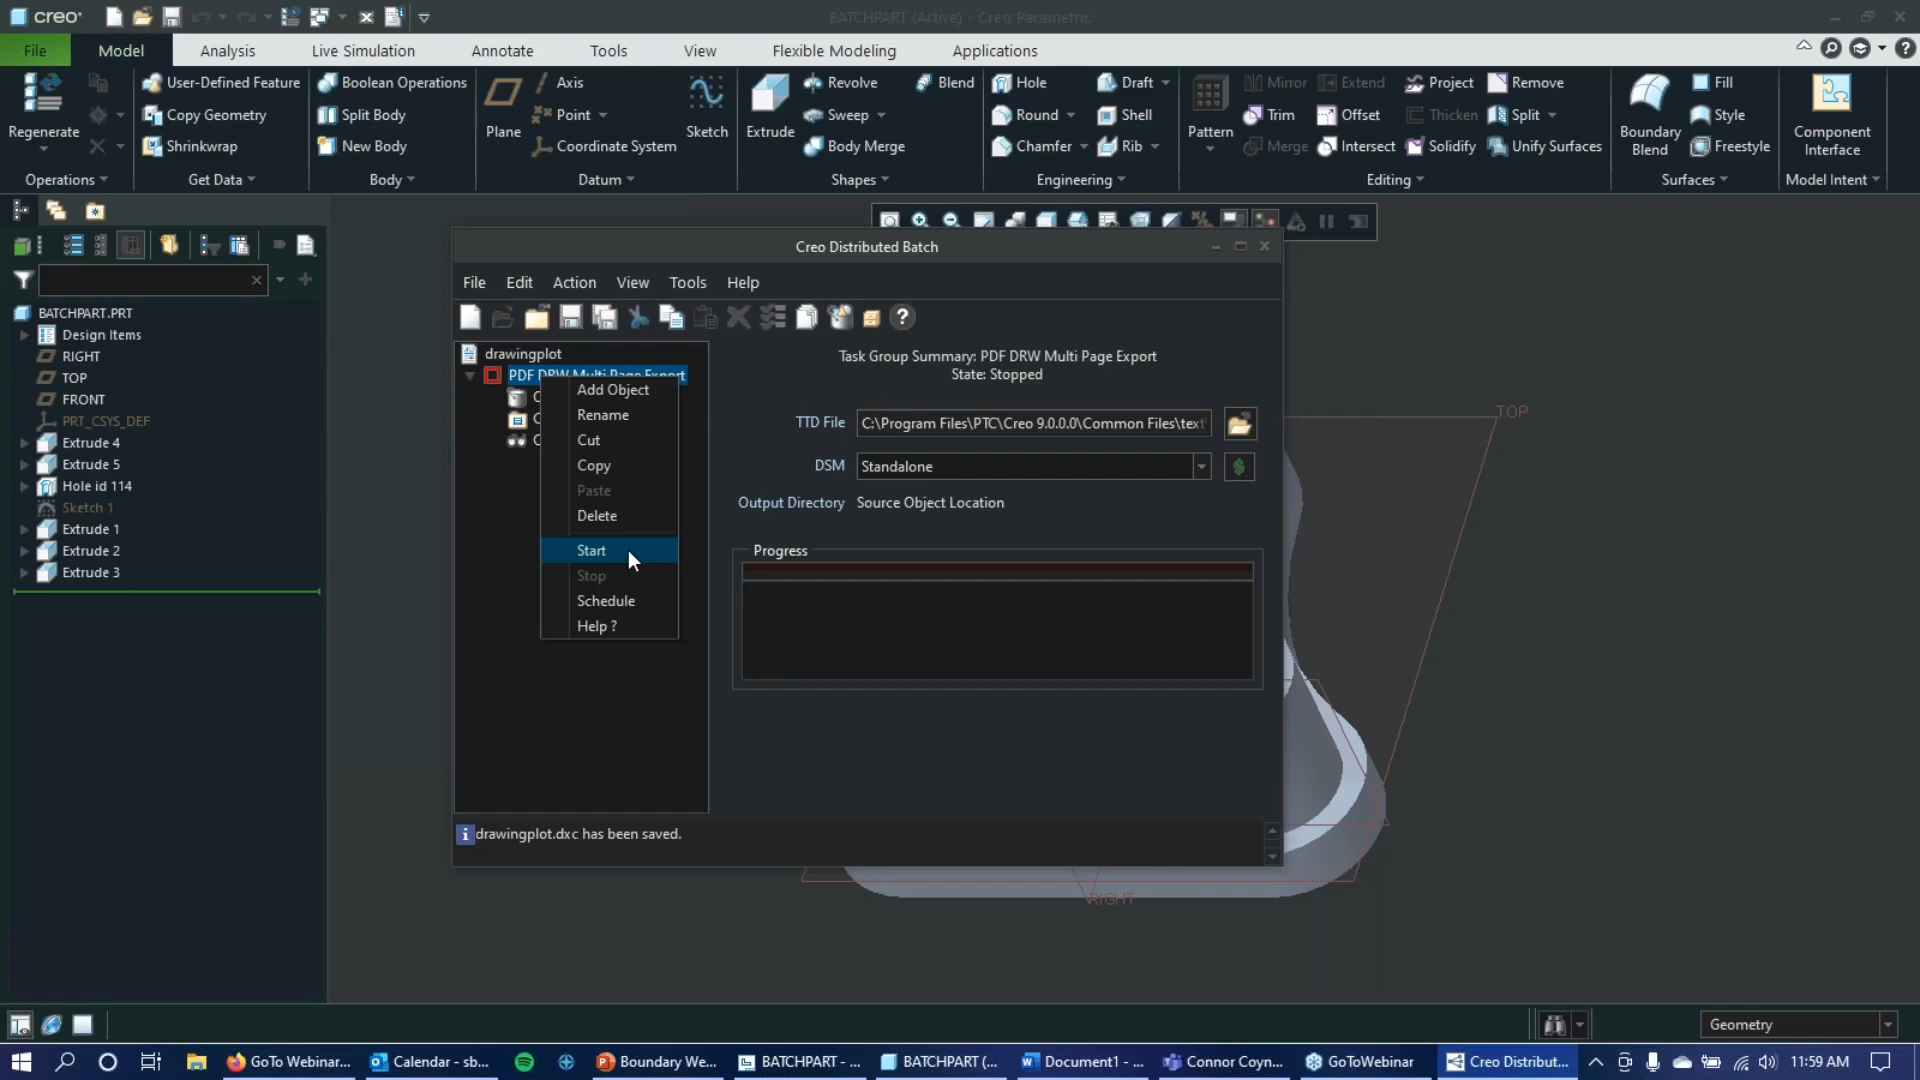 creo
BATCHPART (Active) - Creo Parametric
File Model Analysis Live Simulation Annotate Tools View Flexible Modeling Applications
Regenerate
Operations
User-Defined Feature
Copy Geometry
Shrinkwrap
Get Data
Boolean Operations
Split Body
New Body
Body
Plane
Axis
Point
Coordinate System
Sketch
Datum
Extrude
Revolve
Sweep
Body Merge
Blend
Shapes
Hole
Round
Chamfer
Draft
Shell
Rib
Engineering
Pattern
Mirror
Trim
Merge
Extend
Offset
Intersect
Project
Thicken
Solidify
Remove
Split
Unify Surfaces
Editing
Boundary
Blend
Fill
Style
Freestyle
Surfaces
Component
Interface
Model Intent
BATCHPART.PRT
Design Items
RIGHT
TOP
FRONT
PRT_CSYS_DEF
Extrude 4
Extrude 5
Hole id 114
Sketch 1
Extrude 1
Extrude 2
Extrude 3
Creo Distributed Batch
File Edit Action View Tools Help
drawingplot
PDF DRW Multi Page Export
Add Object
Rename
Cut
Copy
Paste
Delete
Start
Stop
Schedule
Help ?
Task Group Summary: PDF DRW Multi Page Export
State: Stopped
TTD File C:\Program Files\PTC\Creo 9.0.0.0\Common Files\text
DSM Standalone
Output Directory Source Object Location
Progress
drawingplot.dxc has been saved.
TOP
RIGHT
Geometry
GoTo Webinar...
Calendar - sb...
Boundary We...
BATCHPART - ...
BATCHPART (...
Document1 - ...
Connor Coyn...
GoToWebinar
Creo Distribut...
11:59 AM